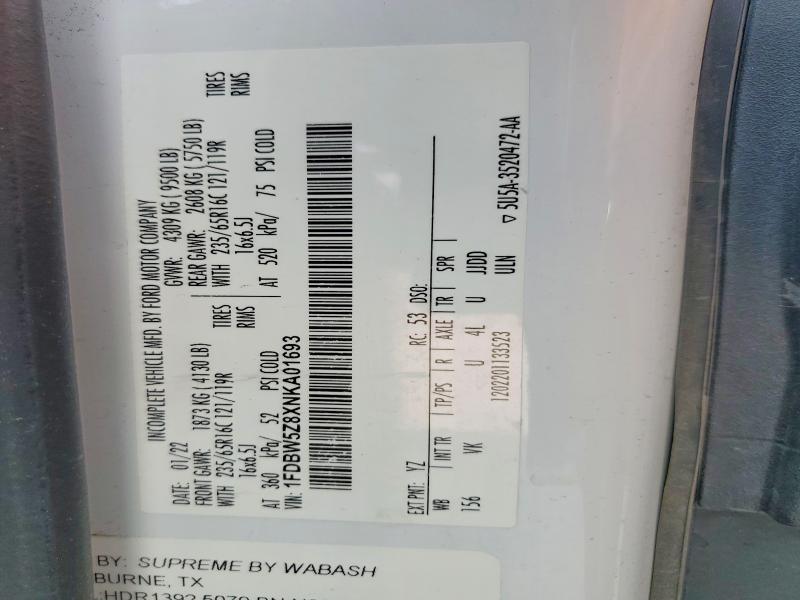 INCOMPLETE VEHICLE MFD. BY FORD MOTOR COMPANY
DATE: 01/22 GVWR: 4309 KG ( 9500 LB)
FRONT GAWR: 1873 KG ( 4130 LB) REAR GAWR: 2608 KG ( 5750 LB)
WITH 235/65R16C 121/119R TIRES WITH 235/65R16C 121/119R TIRES
16x6.5J RIMS 16x6.5J RIMS
AT 360 kPa/ 52 PSI COLD AT 520 kPa/ 75 PSI COLD
VIN: 1FDBW5Z8XNKA01693
EXT PNT: YZ RC: 53 DSO:
WB INT TR TP/PS R AXLE TR SPR
156 VK U 4L U JJDD
1202201133523 ULN
▽ 5U5A-3520472-AA
BY: SUPREME BY WABASH
BURNE, TX